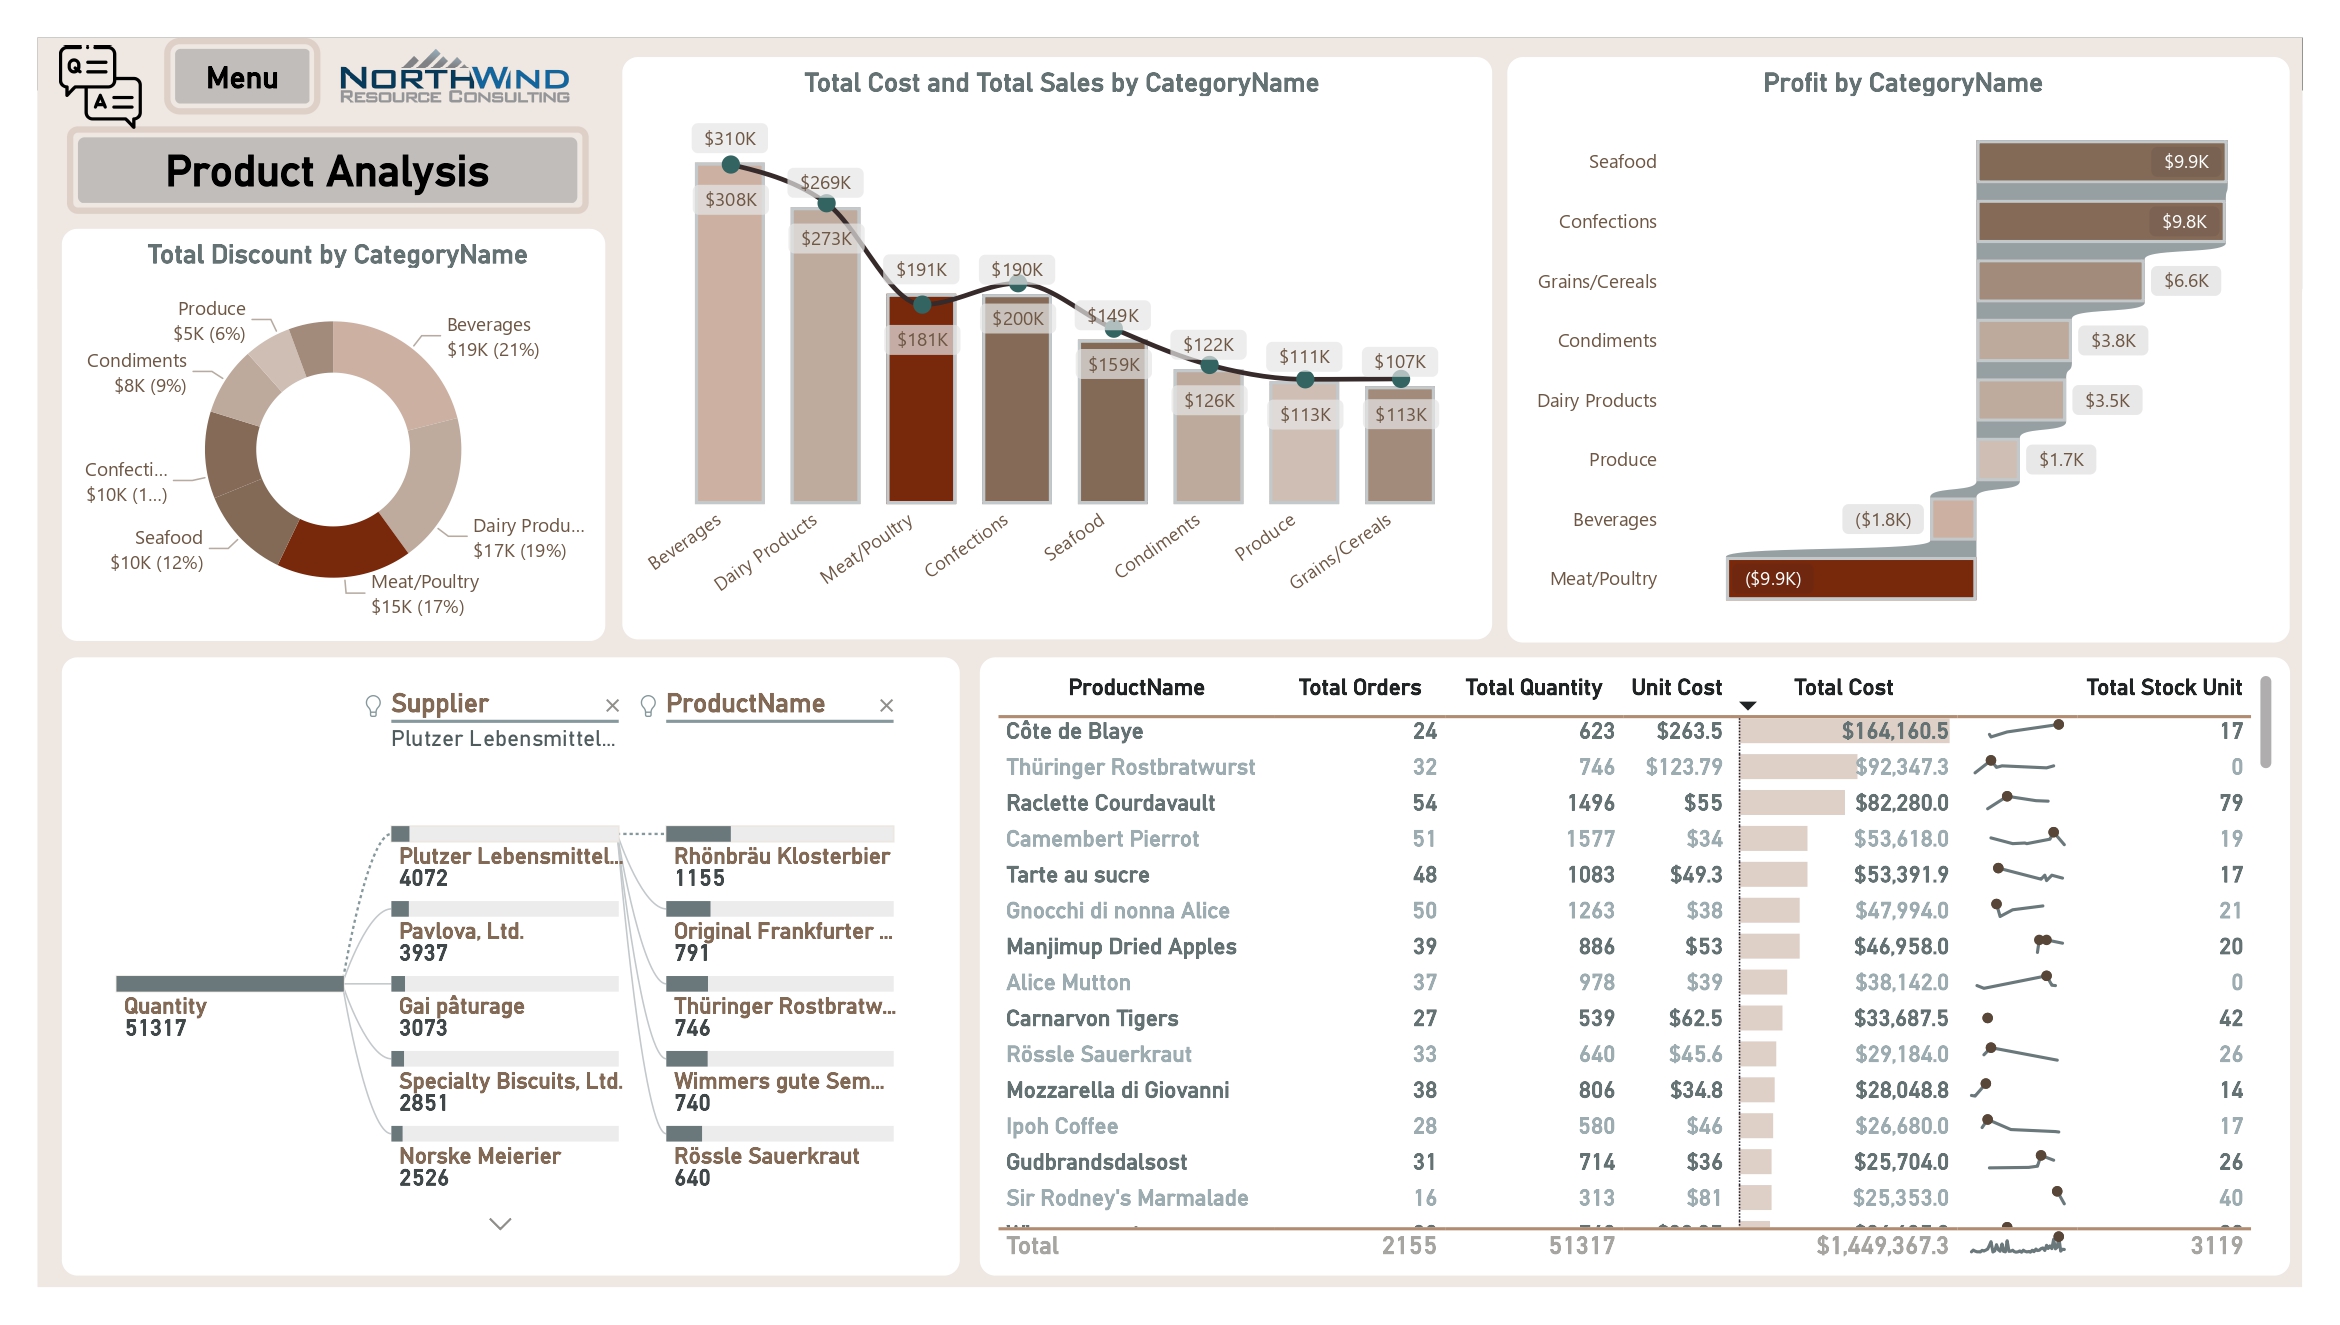 Q
A
Menu
NORTHWIND
RESOURCE CONSULTING
Product Analysis
Total Discount by CategoryName
Produce
$5K (6%)
Beverages
$19K (21%)
Condiments
$8K (9%)
Confecti...
$10K (1...)
Seafood
$10K (12%)
Dairy Produ...
$17K (19%)
Meat/Poultry
$15K (17%)
Total Cost and Total Sales by CategoryName
$310K
$308K
$269K
$273K
$191K
$181K
$190K
$200K
$149K
$159K
$122K
$126K
$111K
$113K
$107K
$113K
Beverages
Dairy Products
Meat/Poultry
Confections
Seafood
Condiments
Produce
Grains/Cereals
Profit by CategoryName
Seafood $9.9K
Confections $9.8K
Grains/Cereals $6.6K
Condiments $3.8K
Dairy Products $3.5K
Produce $1.7K
Beverages ($1.8K)
Meat/Poultry ($9.9K)
Supplier
Plutzer Lebensmittel...
ProductName
Quantity
51317
Plutzer Lebensmittel...
4072
Pavlova, Ltd.
3937
Gai pâturage
3073
Specialty Biscuits, Ltd.
2851
Norske Meierier
2526
Rhönbräu Klosterbier
1155
Original Frankfurter ...
791
Thüringer Rostbratw...
746
Wimmers gute Sem...
740
Rössle Sauerkraut
640
ProductName Total Orders Total Quantity Unit Cost Total Cost Total Stock Unit
Côte de Blaye 24 623 $263.5 $164,160.5 17
Thüringer Rostbratwurst 32 746 $123.79 $92,347.3 0
Raclette Courdavault 54 1496 $55 $82,280.0 79
Camembert Pierrot 51 1577 $34 $53,618.0 19
Tarte au sucre 48 1083 $49.3 $53,391.9 17
Gnocchi di nonna Alice 50 1263 $38 $47,994.0 21
Manjimup Dried Apples 39 886 $53 $46,958.0 20
Alice Mutton 37 978 $39 $38,142.0 0
Carnarvon Tigers 27 539 $62.5 $33,687.5 42
Rössle Sauerkraut 33 640 $45.6 $29,184.0 26
Mozzarella di Giovanni 38 806 $34.8 $28,048.8 14
Ipoh Coffee 28 580 $46 $26,680.0 17
Gudbrandsdalsost 31 714 $36 $25,704.0 26
Sir Rodney's Marmalade 16 313 $81 $25,353.0 40
Total 2155 51317 $1,449,367.3 3119